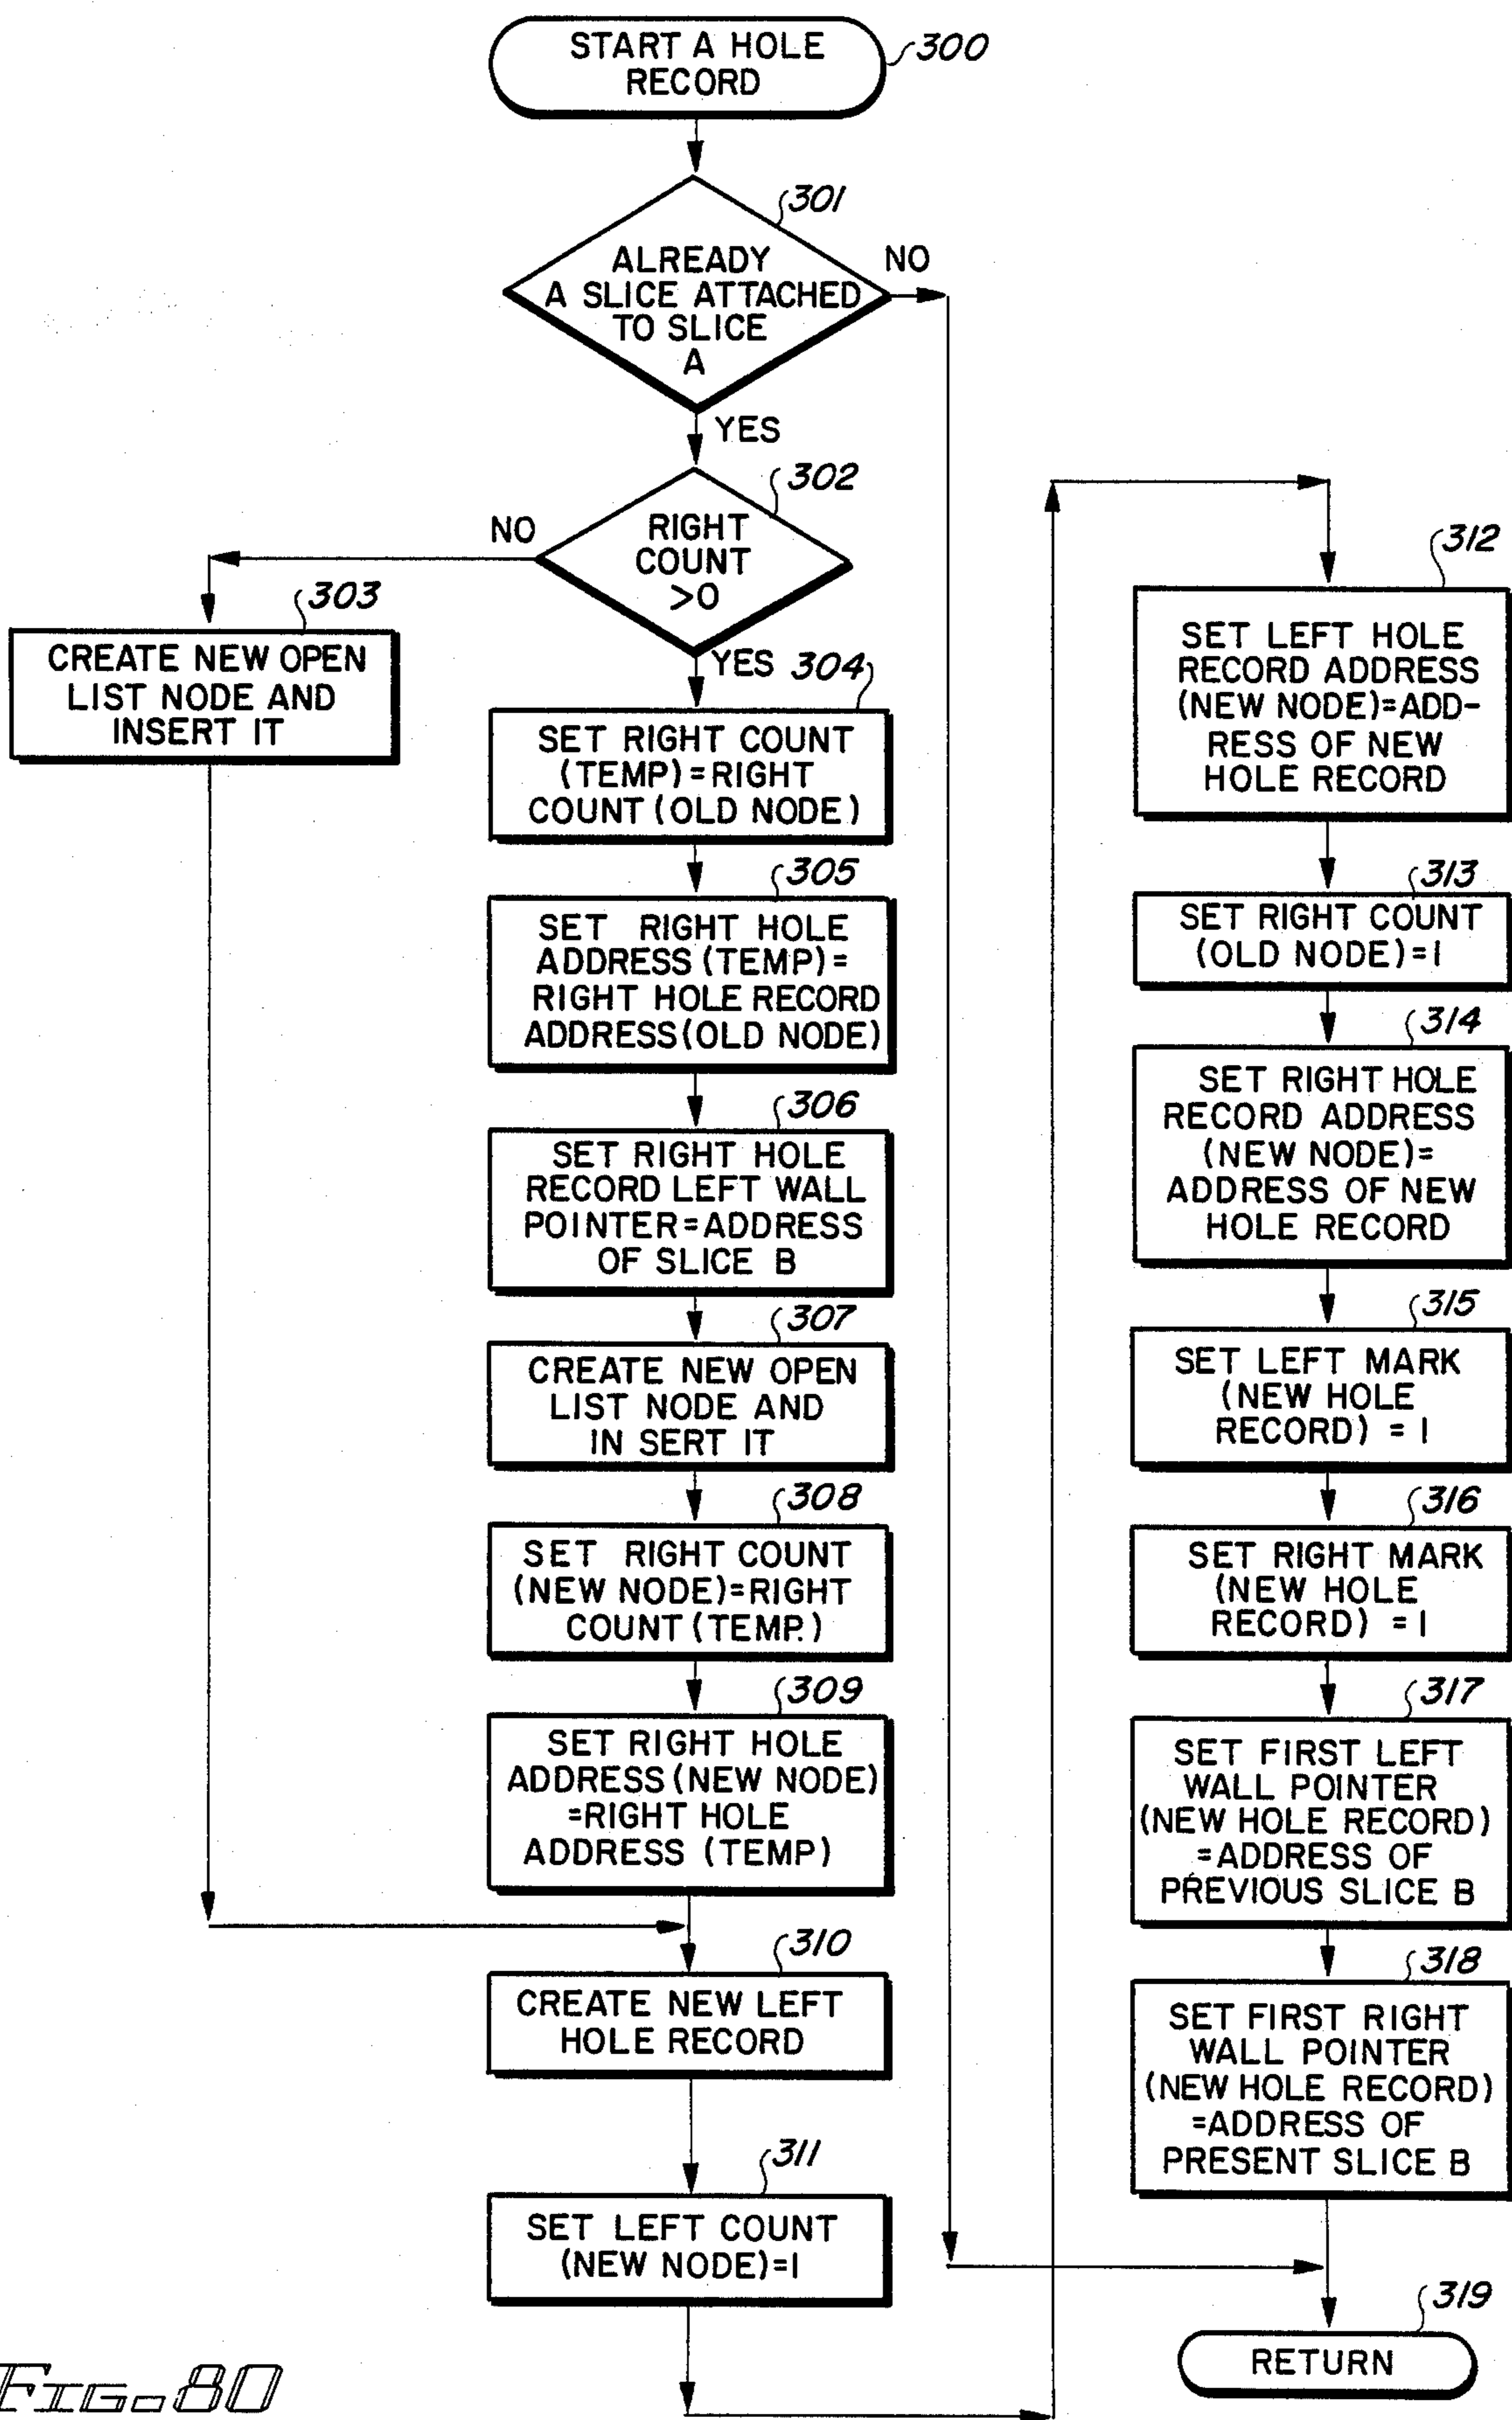 START A HOLE
RECORD
300
301
ALREADY
A SLICE ATTACHED
TO SLICE
A
NO
YES
302
RIGHT
COUNT
>0
NO
YES
303
CREATE NEW OPEN
LIST NODE AND
INSERT IT
304
SET RIGHT COUNT
(TEMP)=RIGHT
COUNT (OLD NODE)
305
SET RIGHT HOLE
ADDRESS (TEMP)=
RIGHT HOLE RECORD
ADDRESS(OLD NODE)
306
SET RIGHT HOLE
RECORD LEFT WALL
POINTER=ADDRESS
OF SLICE B
307
CREATE NEW OPEN
LIST NODE AND
IN SERT IT
308
SET RIGHT COUNT
(NEW NODE)=RIGHT
COUNT (TEMP.)
309
SET RIGHT HOLE
ADDRESS (NEW NODE)
=RIGHT HOLE
ADDRESS (TEMP)
310
CREATE NEW LEFT
HOLE RECORD
311
SET LEFT COUNT
(NEW NODE)=1
312
SET LEFT HOLE
RECORD ADDRESS
(NEW NODE)=ADD-
RESS OF NEW
HOLE RECORD
313
SET RIGHT COUNT
(OLD NODE)=1
314
SET RIGHT HOLE
RECORD ADDRESS
(NEW NODE)=
ADDRESS OF NEW
HOLE RECORD
315
SET LEFT MARK
(NEW HOLE
RECORD) = 1
316
SET RIGHT MARK
(NEW HOLE
RECORD) = 1
317
SET FIRST LEFT
WALL POINTER
(NEW HOLE RECORD)
=ADDRESS OF
PREVIOUS SLICE B
318
SET FIRST RIGHT
WALL POINTER
(NEW HOLE RECORD)
=ADDRESS OF
PRESENT SLICE B
319
RETURN
FIG. 80